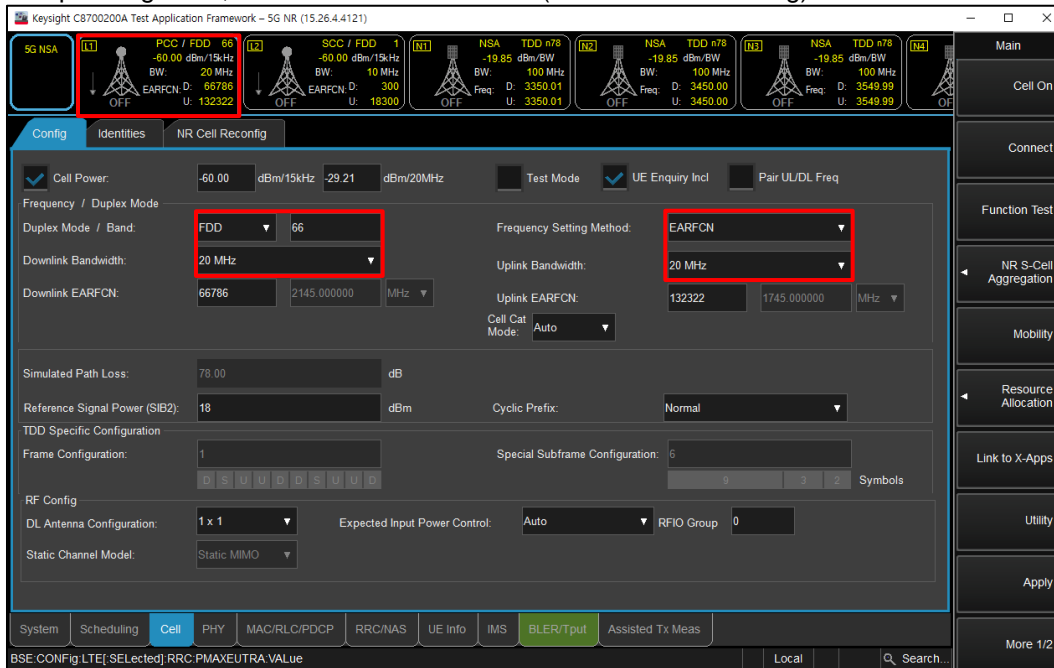 Keysight C8700200A Test Application Framework – 5G NR (15.26.4.4121)
5G NSA
L1 PCC / FDD 66
-60.00 dBm/15kHz
BW: 20 MHz
EARFCN: D: 66786
OFF U: 132322
L2 SCC / FDD 1
-60.00 dBm/15kHz
BW: 10 MHz
EARFCN: D: 300
OFF U: 18300
N1 NSA TDD n78
-19.85 dBm/BW
BW: 100 MHz
Freq: D: 3350.01
OFF U: 3350.01
N2 NSA TDD n78
-19.85 dBm/BW
BW: 100 MHz
Freq: D: 3450.00
OFF U: 3450.00
N3 NSA TDD n78
-19.85 dBm/BW
BW: 100 MHz
Freq: D: 3549.99
OFF U: 3549.99
N4
Main
Cell On
Connect
Function Test
NR S-Cell Aggregation
Mobility
Resource Allocation
Link to X-Apps
Utility
Apply
More 1/2
Config Identities NR Cell Reconfig
Cell Power: -60.00 dBm/15kHz -29.21 dBm/20MHz Test Mode UE Enquiry Incl Pair UL/DL Freq
Frequency / Duplex Mode
Duplex Mode / Band: FDD 66 Frequency Setting Method: EARFCN
Downlink Bandwidth: 20 MHz Uplink Bandwidth: 20 MHz
Downlink EARFCN: 66786 2145.000000 MHz Uplink EARFCN: 132322 1745.000000 MHz
Cell Cat Mode: Auto
Simulated Path Loss: 78.00 dB
Reference Signal Power (SIB2): 18 dBm Cyclic Prefix: Normal
TDD Specific Configuration
Frame Configuration: 1 Special Subframe Configuration: 6
D S U U D D S U U D 9 3 2 Symbols
RF Config
DL Antenna Configuration: 1 x 1 Expected Input Power Control: Auto RFIO Group 0
Static Channel Model: Static MIMO
System Scheduling Cell PHY MAC/RLC/PDCP RRC/NAS UE Info IMS BLER/Tput Assisted Tx Meas
BSE:CONFig:LTE[:SELected]:RRC:PMAXEUTRA:VALue Local Search...